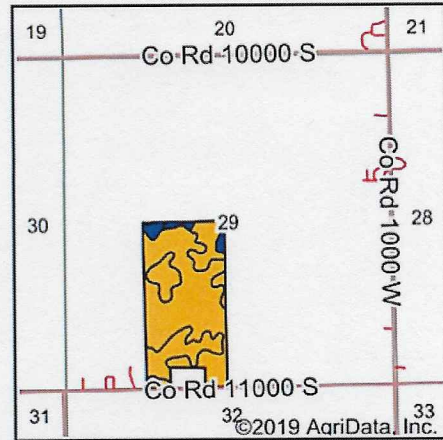 19 20 21
Co Rd 10000 S
Co Rd 1000 W
30 29 28
Co Rd 11000 S
31 32 33
©2019 AgriData, Inc.